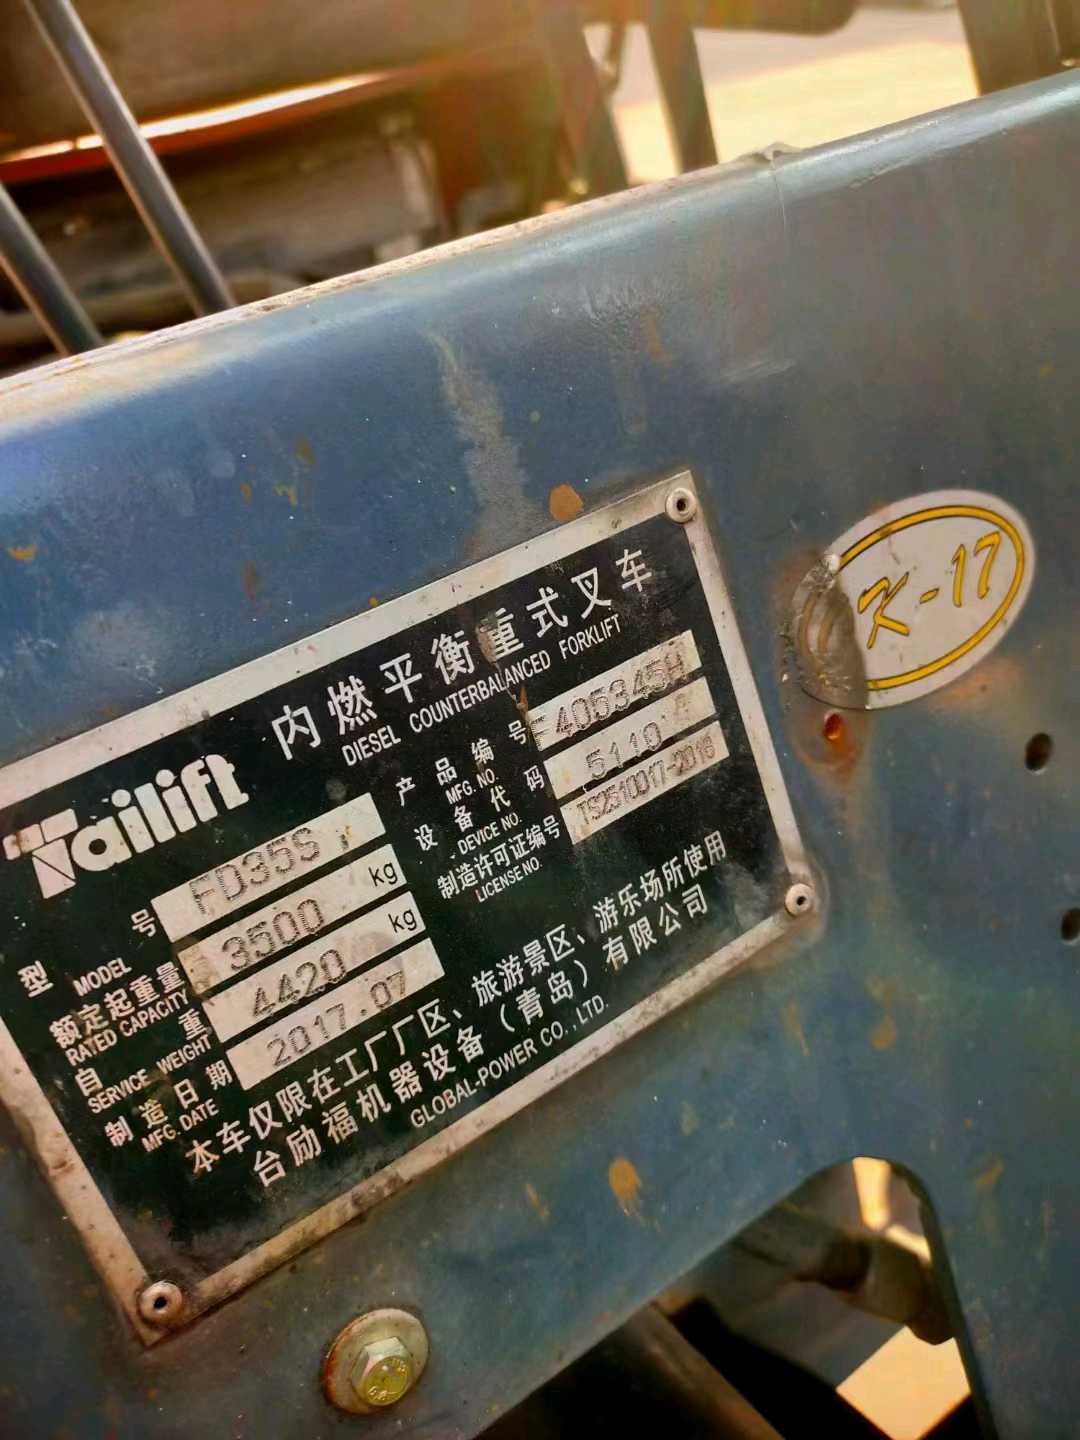 Tailift
内燃平衡重式叉车
DIESEL COUNTERBALANCED FORKLIFT
型号 FD35S
MODEL
额定起重量 3500 kg
RATED CAPACITY
自重 4420 kg
SERVICE WEIGHT
制造日期 2017.07
MFG. DATE
产品编号 F405345H
MFG. NO.
设备代码 5110
DEVICE NO.
制造许可证编号 TS2510017-2018
LICENSE NO.
本车仅限在工厂厂区、旅游景区、游乐场所使用
台励福机器设备（青岛）有限公司
GLOBAL-POWER CO., LTD.
K-17